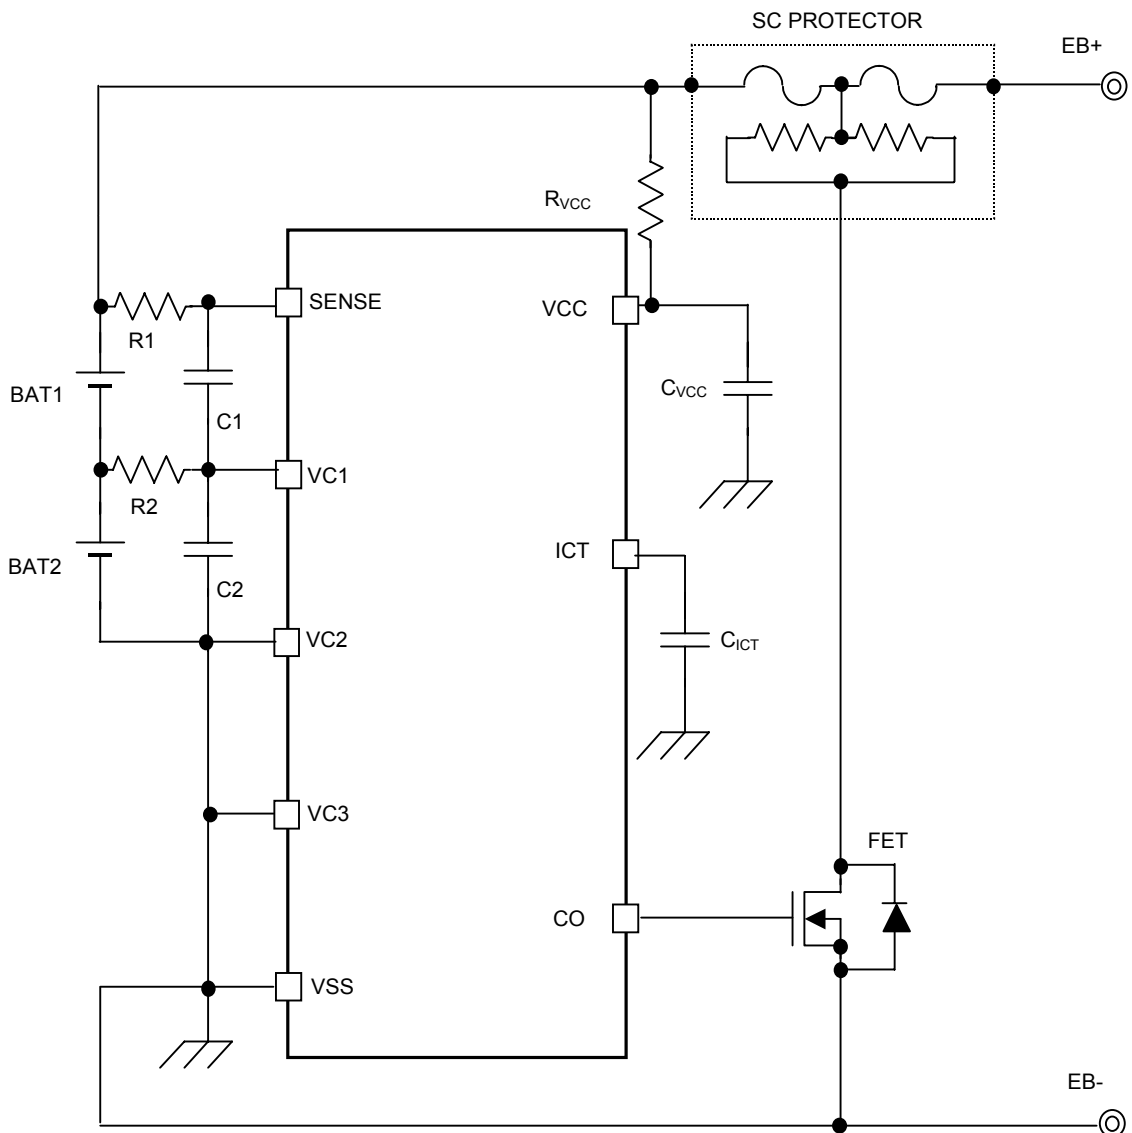 SC PROTECTOR
EB+
RVCC
SENSE
VCC
R1
BAT1
CVCC
C1
VC1
R2
ICT
BAT2
C2
VC2
CICT
VC3
FET
CO
VSS
EB-